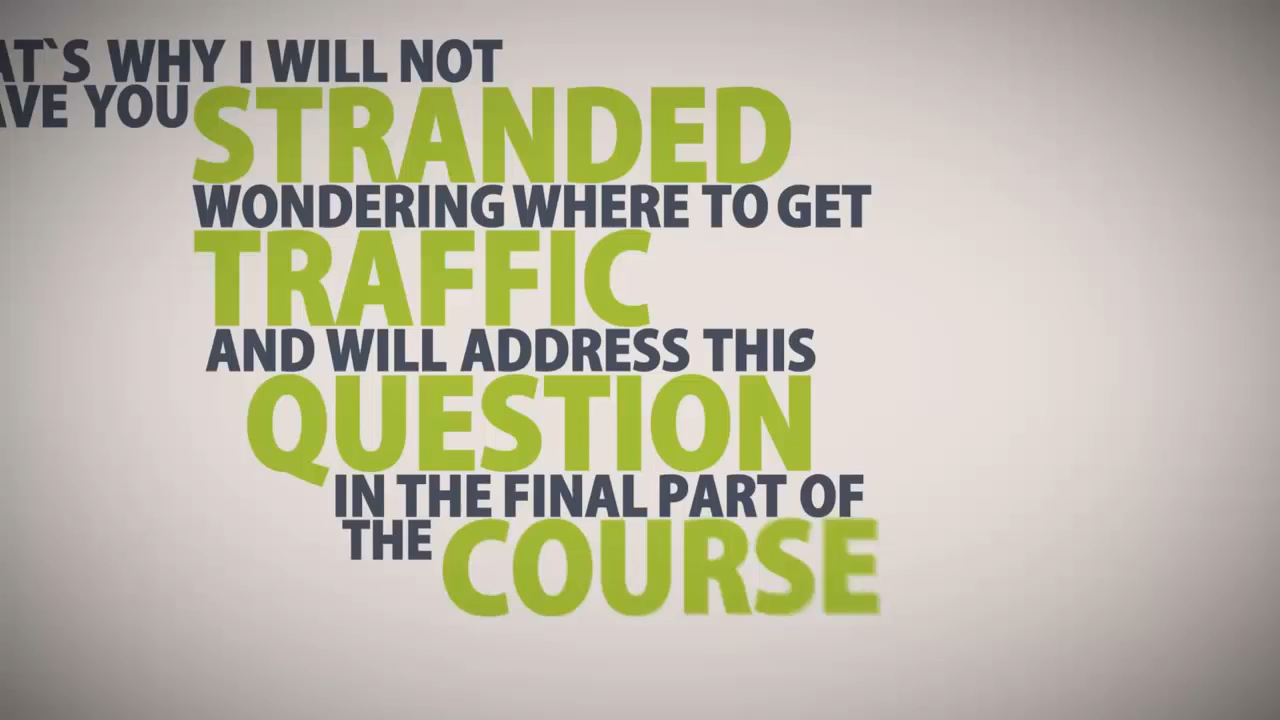 AT`S WHY I WILL NOT
AVE YOU STRANDED
WONDERING WHERE TO GET
TRAFFIC
AND WILL ADDRESS THIS
QUESTION
IN THE FINAL PART OF
THE COURSE